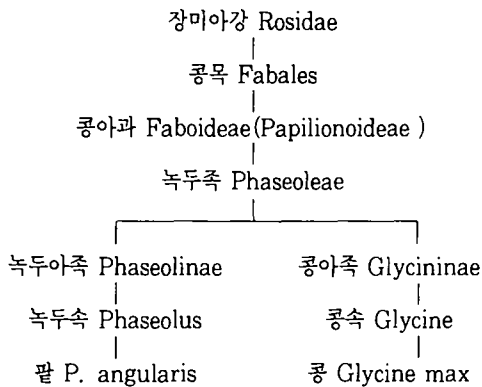 장미아강 Rosidae
콩목 Fabales
콩아과 Faboideae(Papilionoideae )
녹두족 Phaseoleae
녹두아족 Phaseolinae 콩아족 Glycininae
녹두속 Phaseolus 콩속 Glycine
팥 P. angularis 콩 Glycine max